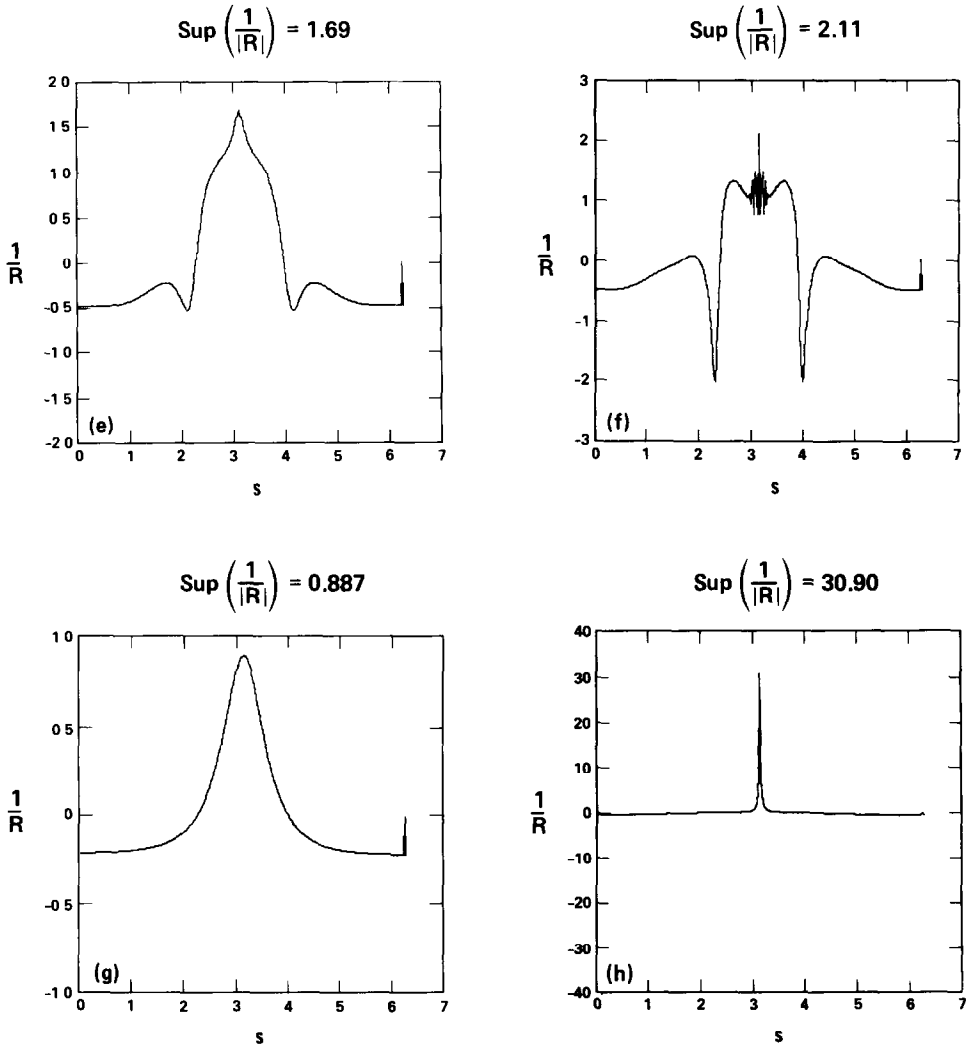 Sup (1/|R|) = 1.69
2 0
1 5
1 0
0 5
0
-0 5
-1 0
-1 5
-2 0
1/R
(e)
0 1 2 3 4 5 6 7
s
Sup (1/|R|) = 2.11
3
2
1
0
-1
-2
-3
1/R
(f)
0 1 2 3 4 5 6 7
s
Sup (1/|R|) = 0.887
1 0
0 5
0
-0 5
-1 0
1/R
(g)
0 1 2 3 4 5 6 7
s
Sup (1/|R|) = 30.90
40
30
20
10
0
-10
-20
-30
-40
1/R
(h)
0 1 2 3 4 5 6 7
s